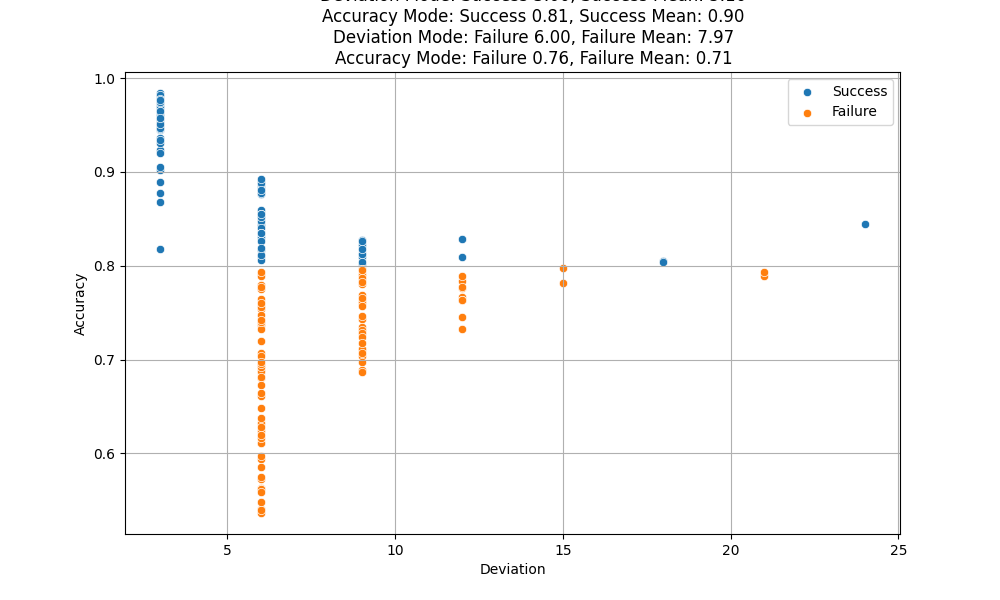 Accuracy Mode: Success 0.81, Success Mean: 0.90
Deviation Mode: Failure 6.00, Failure Mean: 7.97
Accuracy Mode: Failure 0.76, Failure Mean: 0.71
1.0
Success
Failure
0.9
0.8
0.7
0.6
Accuracy
5
10
15
20
25
Deviation